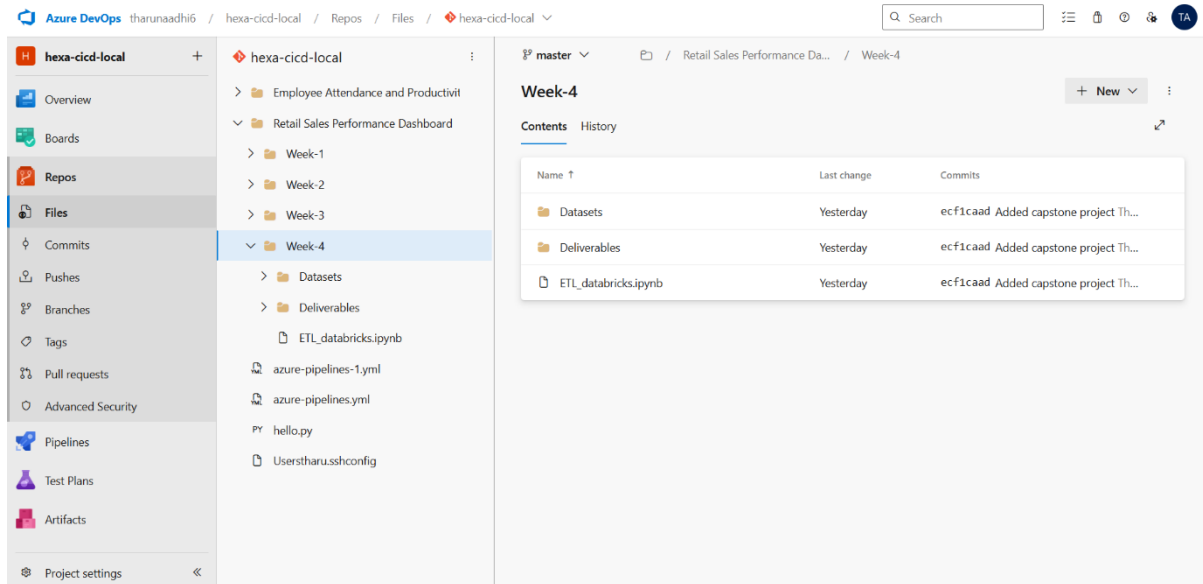 Azure DevOps tharunaadhi6 / hexa-cicd-local / Repos / Files / hexa-cicd-local
Search
TA
H hexa-cicd-local +
Overview
Boards
Repos
Files
Commits
Pushes
Branches
Tags
Pull requests
Advanced Security
Pipelines
Test Plans
Artifacts
Project settings
hexa-cicd-local
Employee Attendance and Productivit
Retail Sales Performance Dashboard
Week-1
Week-2
Week-3
Week-4
Datasets
Deliverables
ETL_databricks.ipynb
YML azure-pipelines-1.yml
YML azure-pipelines.yml
PY hello.py
Userstharu.sshconfig
master / Retail Sales Performance Da... / Week-4
Week-4
+ New
Contents History
Name ↑ Last change Commits
Datasets Yesterday ecf1caad Added capstone project Th...
Deliverables Yesterday ecf1caad Added capstone project Th...
ETL_databricks.ipynb Yesterday ecf1caad Added capstone project Th...